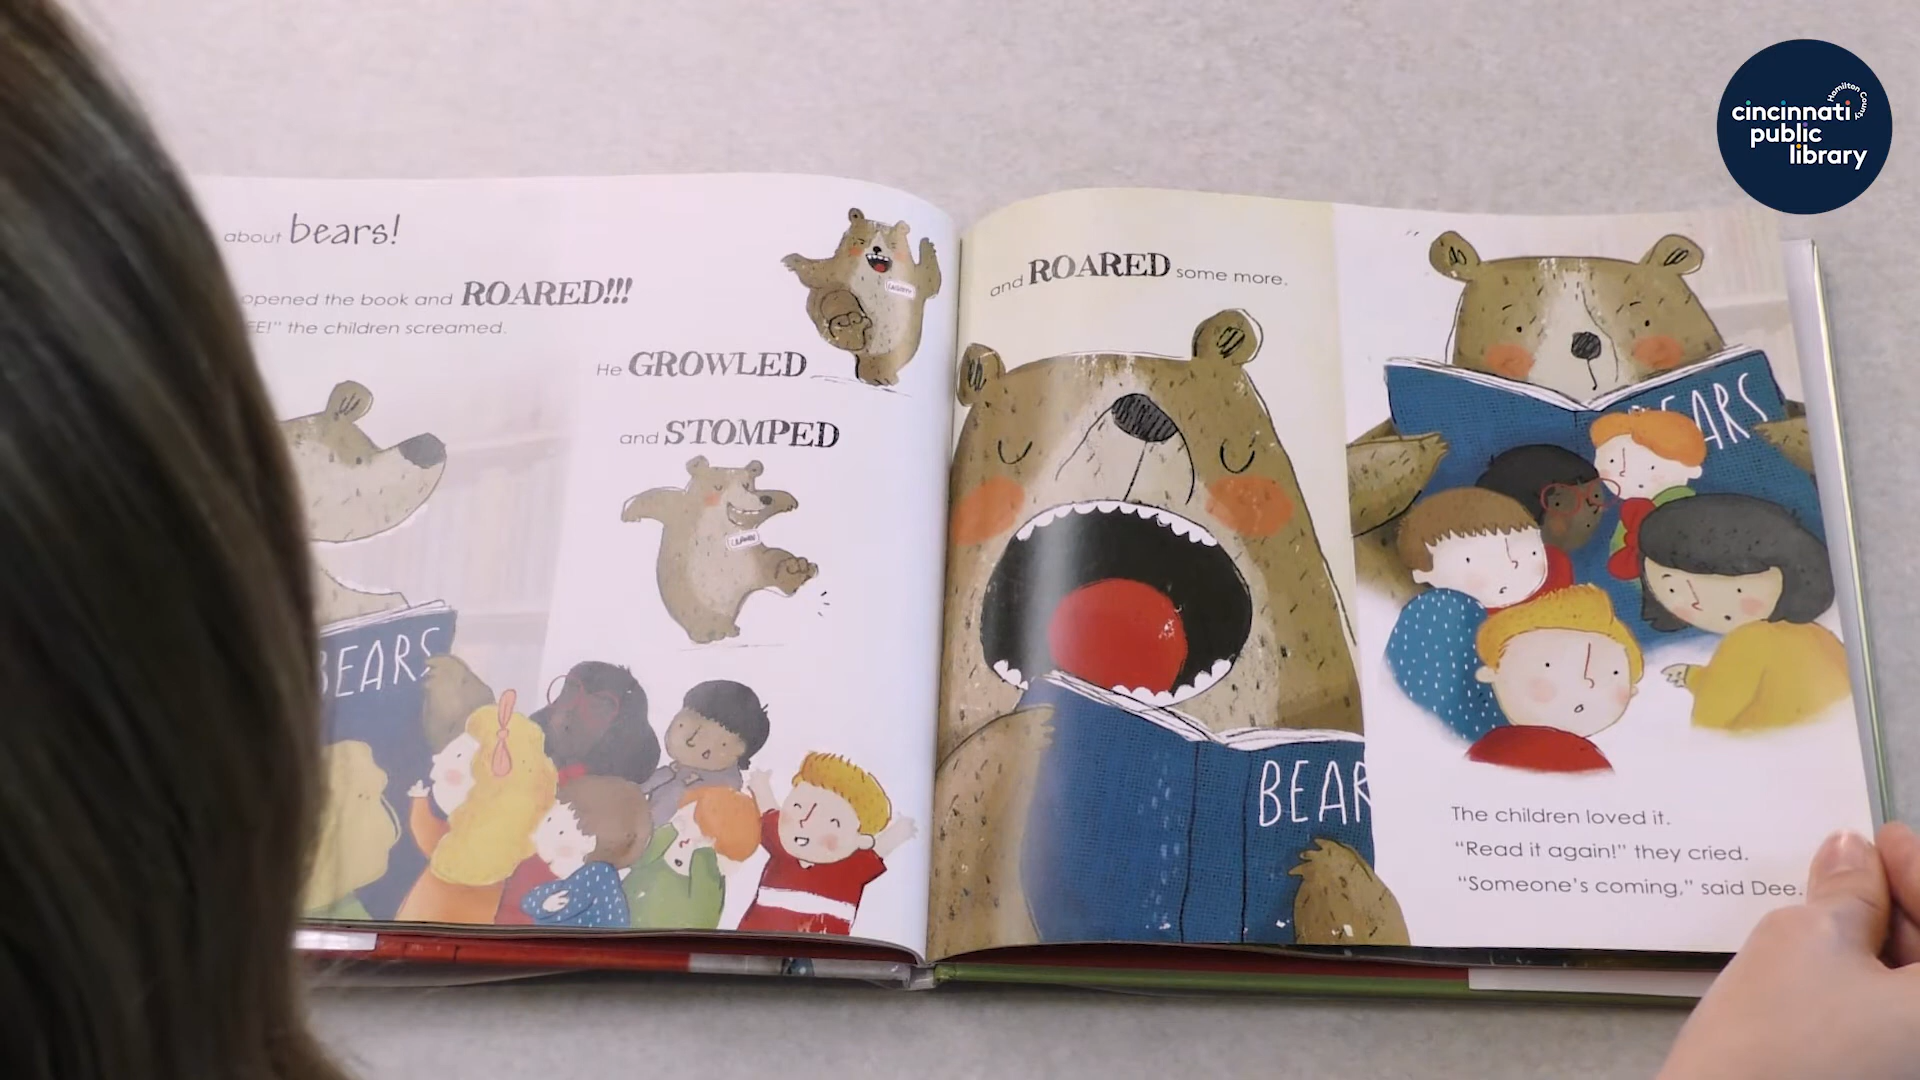 about bears!
opened the book and ROARED!!!
EE!" the children screamed.
He GROWLED
and STOMPED
BEARS
and ROARED some more.
BEAR
EARS
The children loved it.
"Read it again!" they cried.
"Someone's coming," said Dee.
cincinnati
Hamilton County
public
library